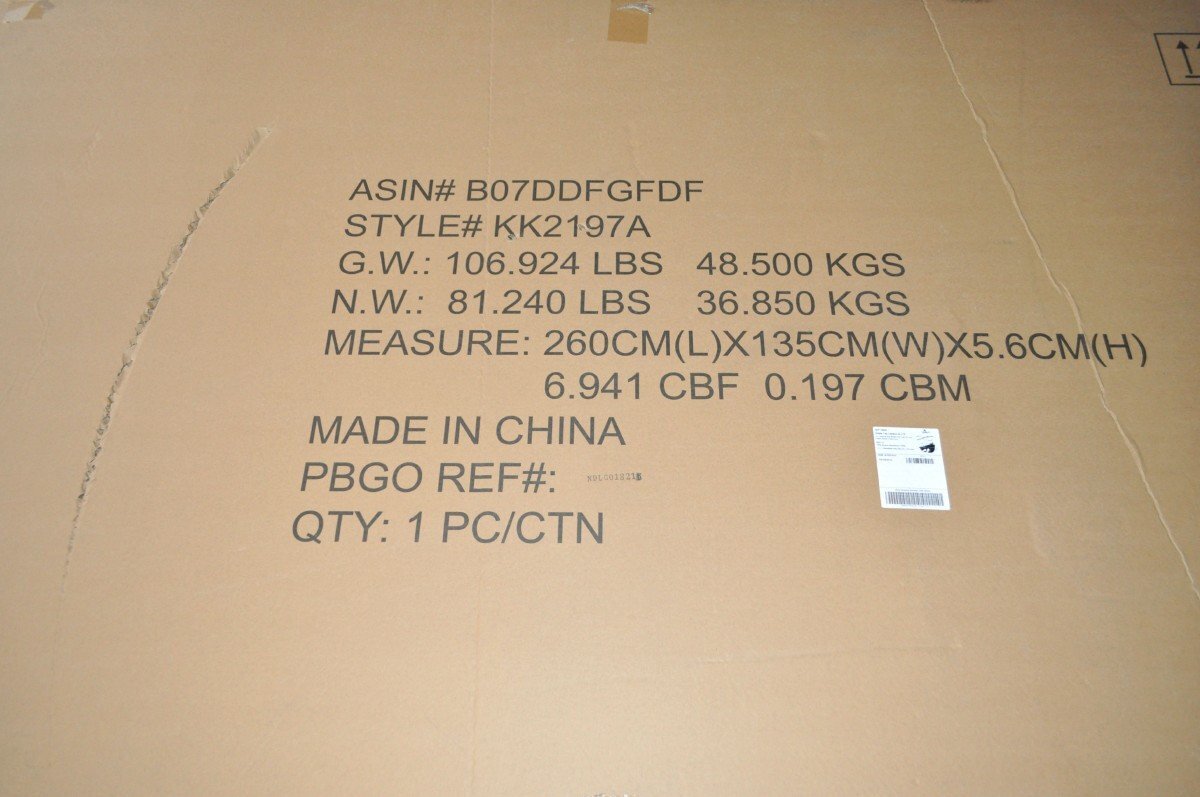 ASIN# B07DDFGFDF
STYLE# KK2197A
G.W.: 106.924 LBS 48.500 KGS
N.W.: 81.240 LBS 36.850 KGS
MEASURE: 260CM(L)X135CM(W)X5.6CM(H)
6.941 CBF 0.197 CBM
MADE IN CHINA
PBGO REF#:
QTY: 1 PC/CTN